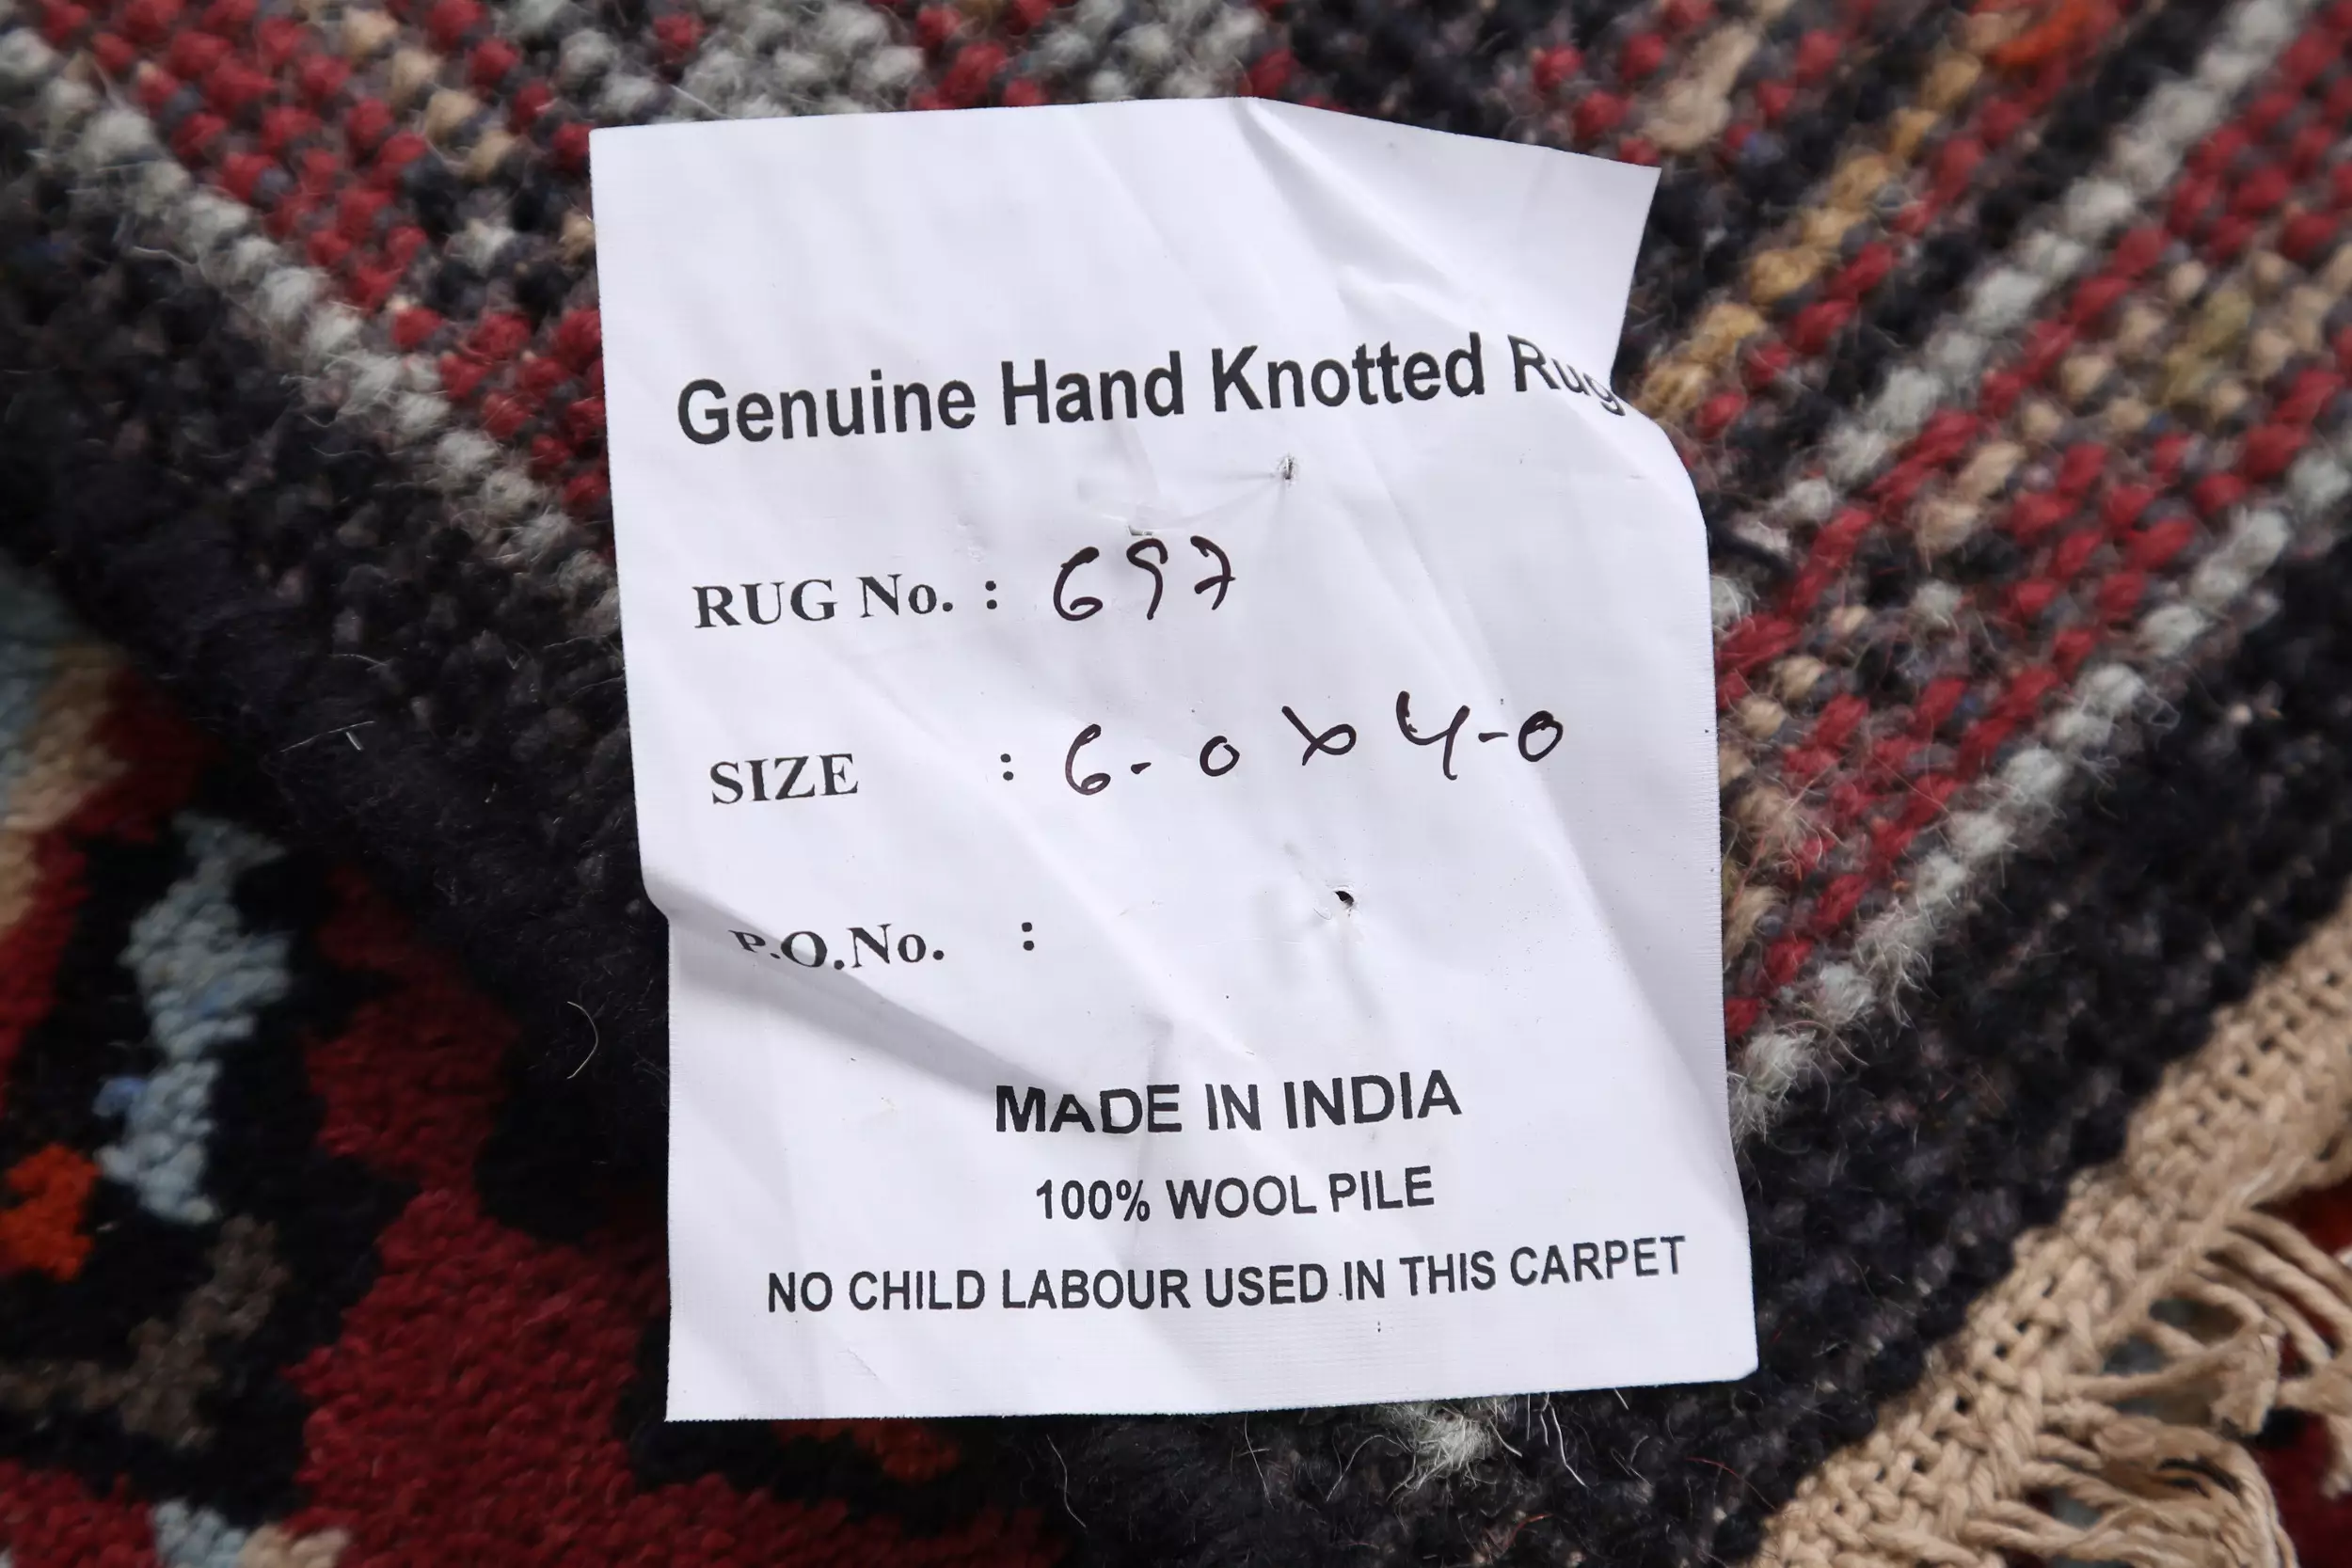 Genuine Hand Knotted Rug
RUG No. : 697
SIZE : 6-0 x 4-0
P.O.No. :
MADE IN INDIA
100% WOOL PILE
NO CHILD LABOUR USED IN THIS CARPET